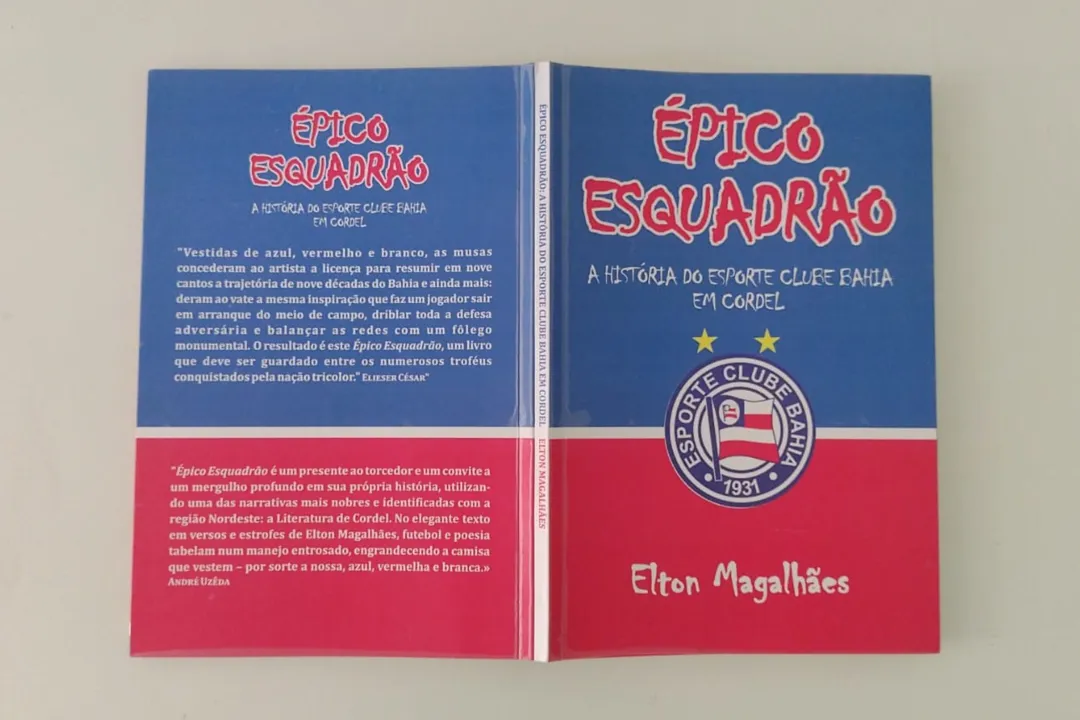 ÉPICO
ESQUADRÃO
A HISTÓRIA DO ESPORTE CLUBE BAHIA
EM CORDEL
"Vestidas de azul, vermelho e branco, as musas
concederam ao artista a licença para resumir em nove
cantos a trajetória de nove décadas do Bahia e ainda mais:
deram ao vate a mesma inspiração que faz um jogador sair
em arranque do meio de campo, driblar toda a defesa
adversária e balançar as redes com um fôlego
monumental. O resultado é este Épico Esquadrão, um livro
que deve ser guardado entre os numerosos troféus
conquistados pela nação tricolor." ELIESER CÉSAR"
"Épico Esquadrão é um presente ao torcedor e um convite a
um mergulho profundo em sua própria história, utilizan-
do uma das narrativas mais nobres e identificadas com a
região Nordeste: a Literatura de Cordel. No elegante texto
em versos e estrofes de Elton Magalhães, futebol e poesia
tabelam num manejo entrosado, engrandecendo a camisa
que vestem – por sorte a nossa, azul, vermelha e branca.»
ANDRÉ UZÊDA
ÉPICO ESQUADRÃO: A HISTÓRIA DO ESPORTE CLUBE BAHIA EM CORDEL ELTON MAGALHÃES
ÉPICO
ESQUADRÃO
A HISTÓRIA DO ESPORTE CLUBE BAHIA
EM CORDEL
ESPORTE CLUBE BAHIA
1931
Elton Magalhães